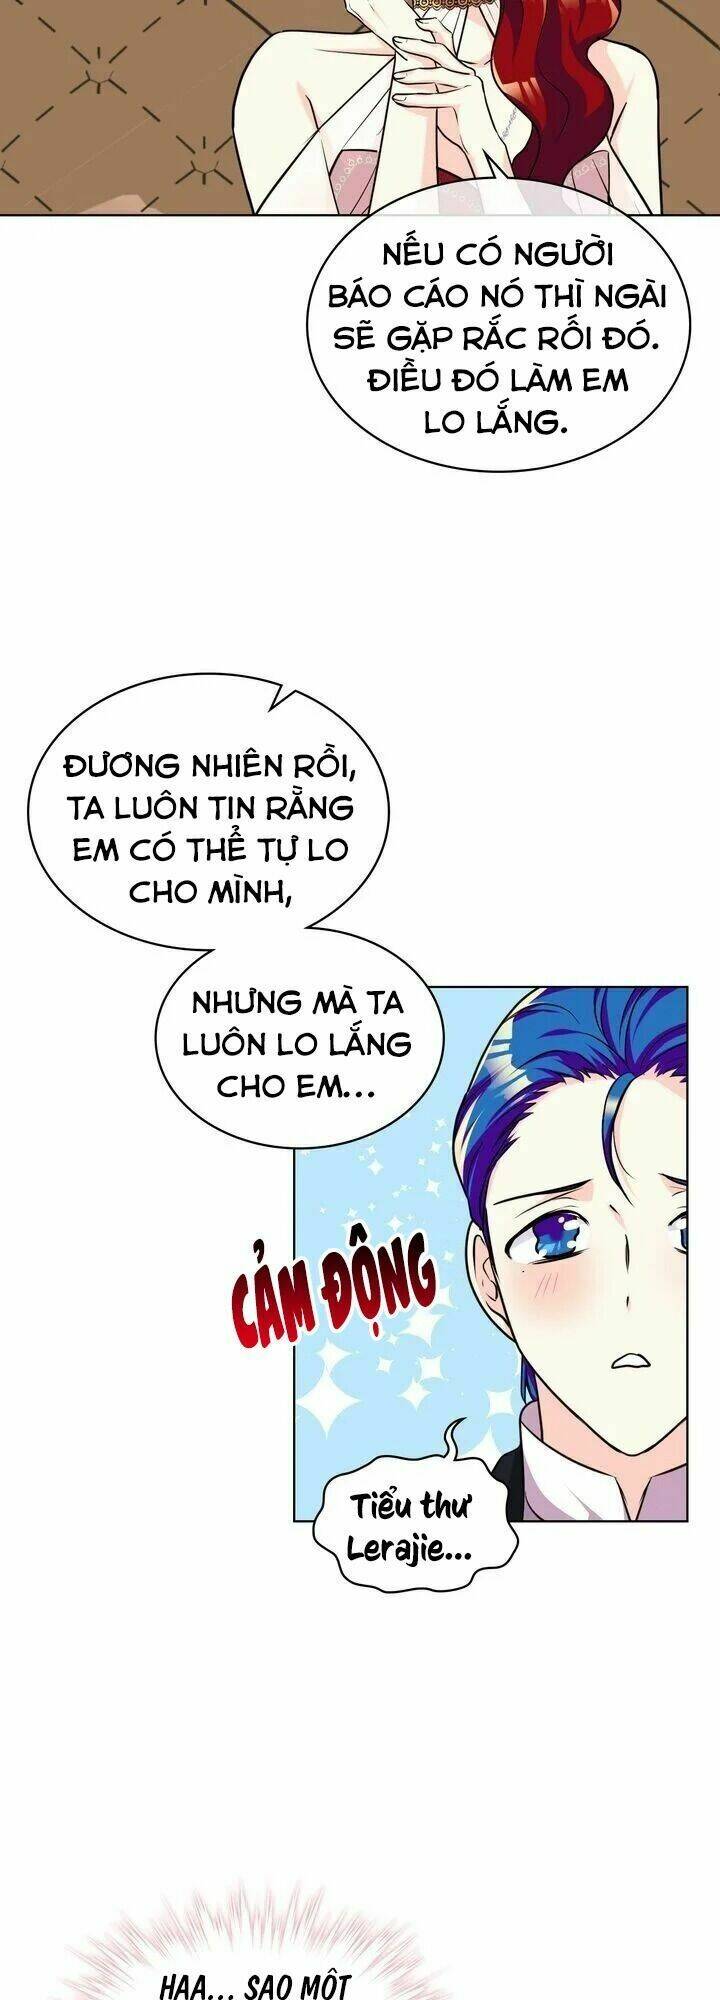 NẾU CÓ NGƯỜI
BÁO CÁO NÓ THÌ NGÀI
SẼ GẶP RẮC RỐI ĐÓ.
ĐIỀU ĐÓ LÀM EM
LO LẮNG.
ĐƯƠNG NHIÊN RỒI,
TA LUÔN TIN RẰNG
EM CÓ THỂ TỰ LO
CHO MÌNH,
NHƯNG MÀ TA
LUÔN LO LẮNG
CHO EM...
CẢM ĐỘNG
Tiểu thư
Lerajie...
HAA... SAO MỘT